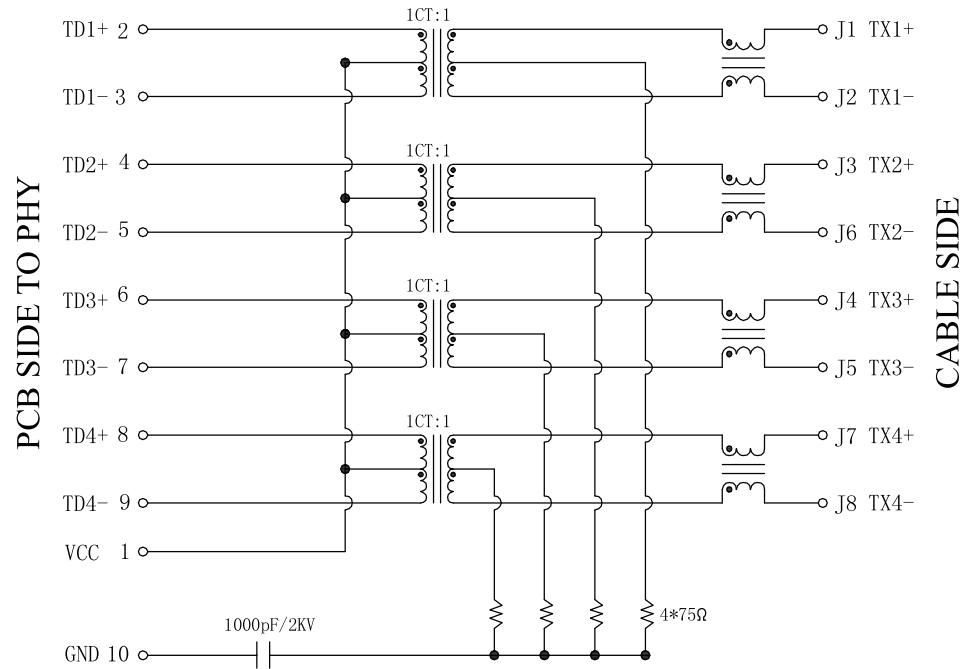 1CT:1
TD1+ 2
J1 TX1+
TD1- 3
J2 TX1-
1CT:1
TD2+ 4
J3 TX2+
TD2- 5
J6 TX2-
1CT:1
TD3+ 6
J4 TX3+
TD3- 7
J5 TX3-
1CT:1
TD4+ 8
J7 TX4+
TD4- 9
J8 TX4-
VCC 1
4*75Ω
1000pF/2KV
GND 10
PCB SIDE TO PHY
CABLE SIDE